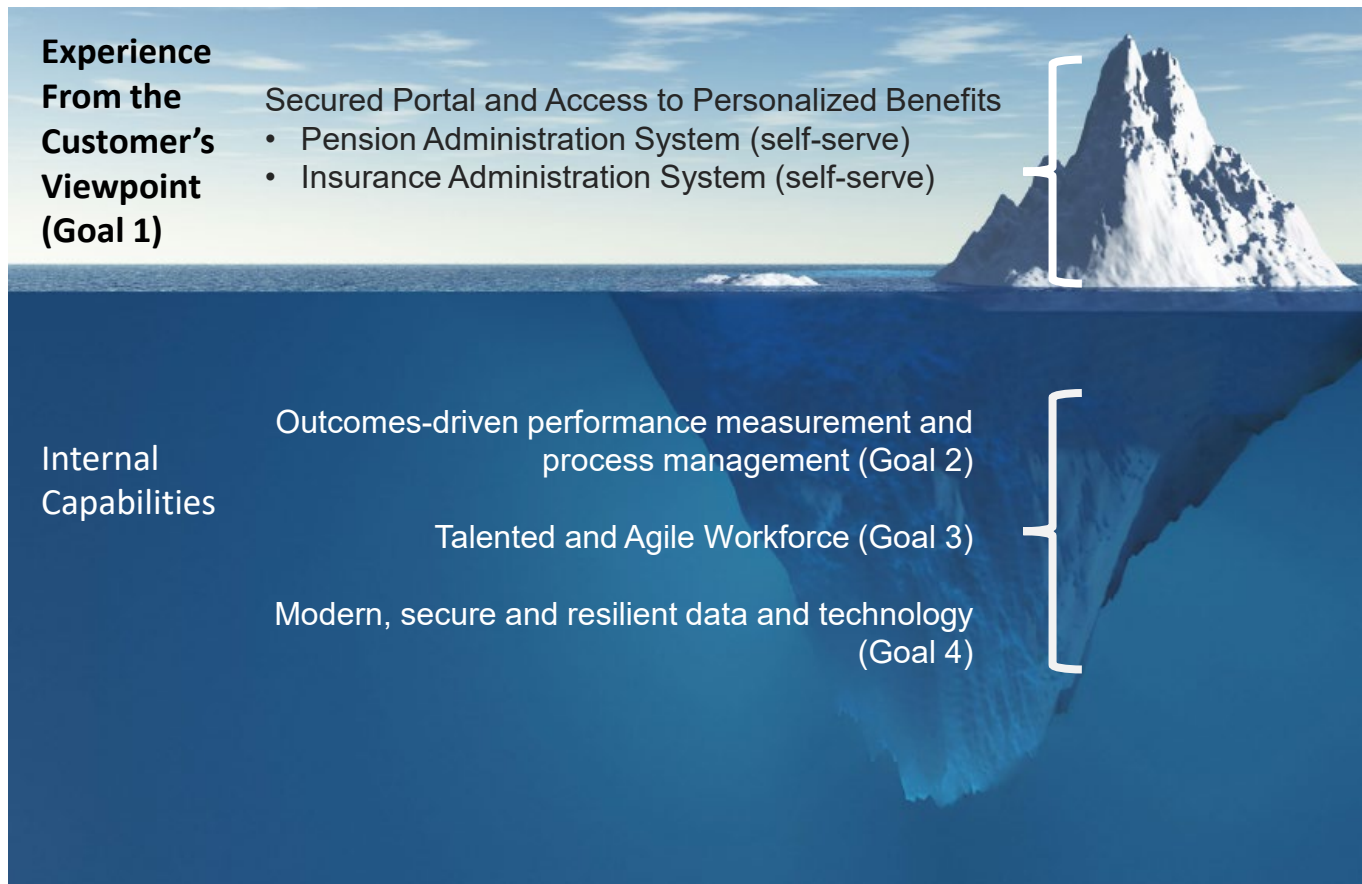 Experience
From the
Customer's
Viewpoint
(Goal 1)
Secured Portal and Access to Personalized Benefits
• Pension Administration System (self-serve)
• Insurance Administration System (self-serve)
Internal
Capabilities
Outcomes-driven performance measurement and
process management (Goal 2)
Talented and Agile Workforce (Goal 3)
Modern, secure and resilient data and technology
(Goal 4)